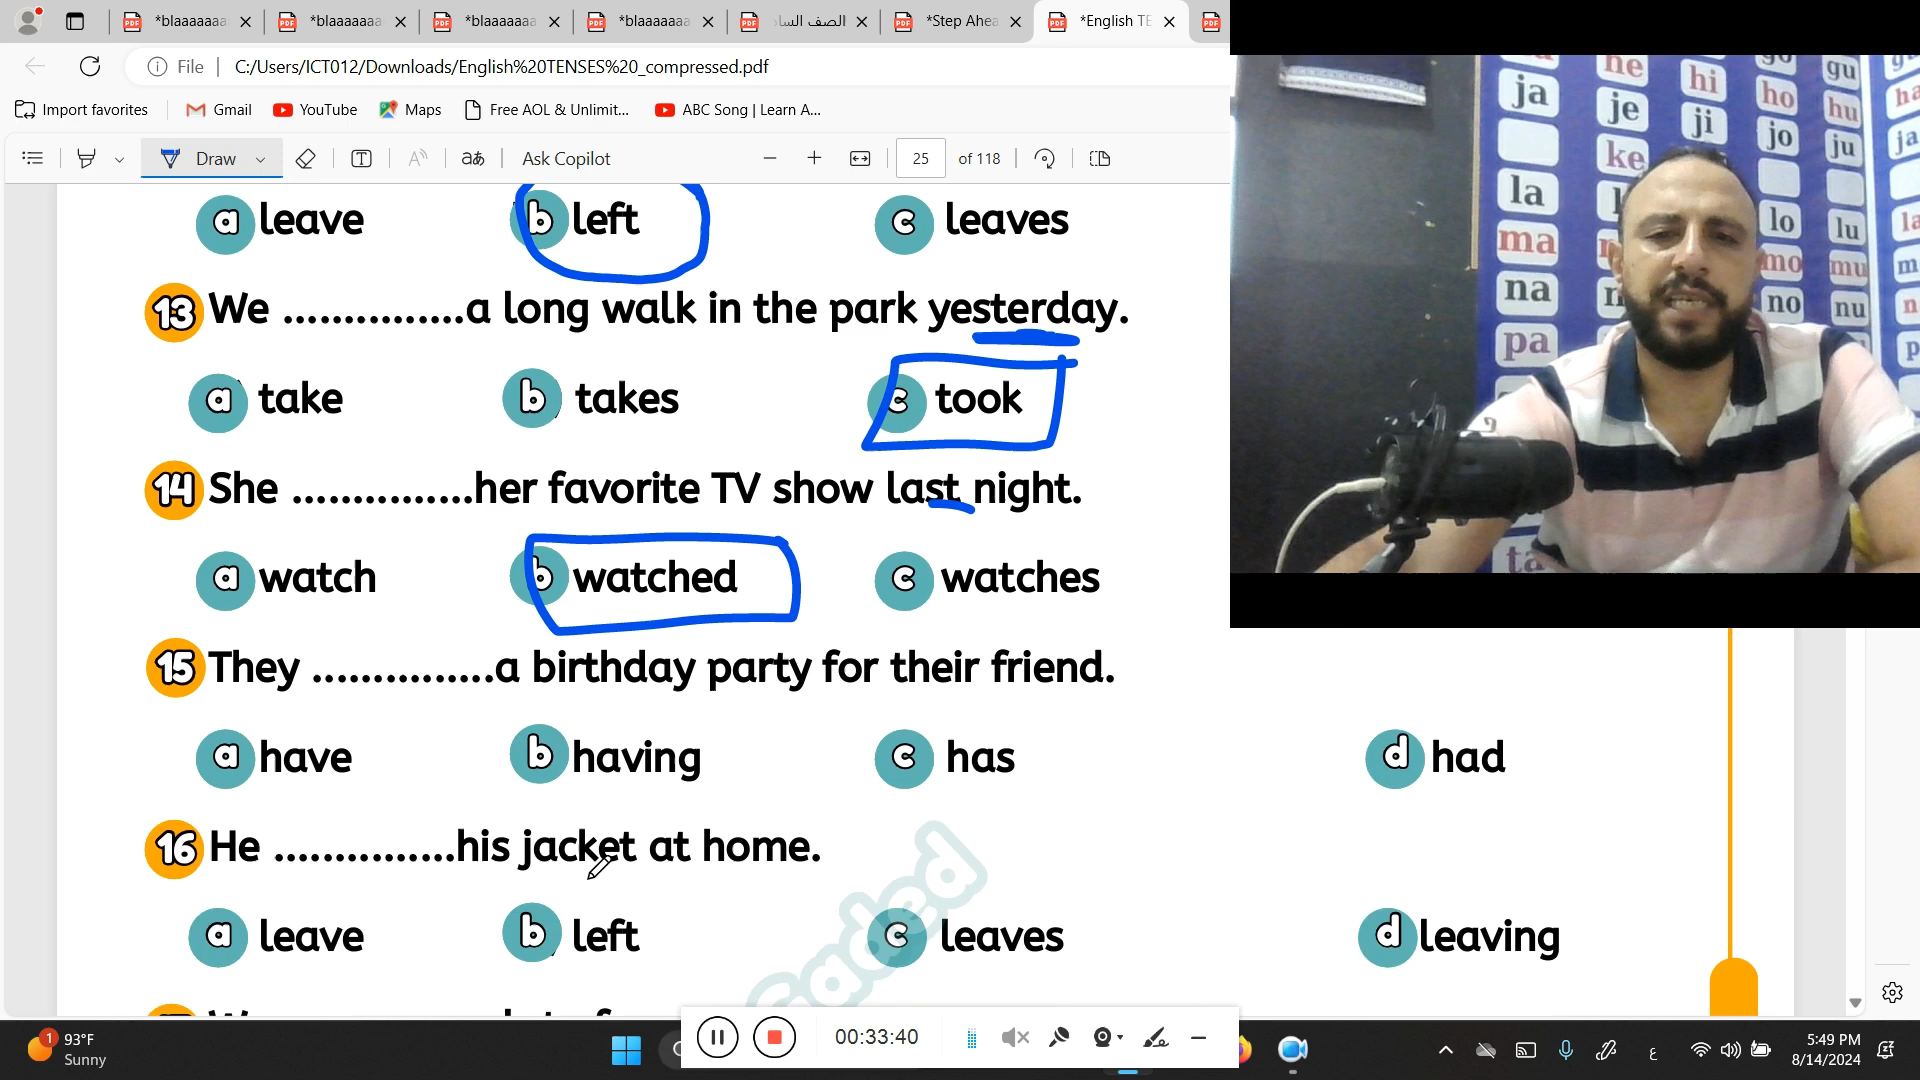 *blaaaaaaa
*blaaaaaaa
*blaaaaaaa
*blaaaaaaa
الصف السا
*Step Ahea
*English TE
File
C:/Users/ICT012/Downloads/English%20TENSES%20_compressed.pdf
Import favorites
Gmail
YouTube
Maps
Free AOL & Unlimit...
ABC Song | Learn A...
Draw
Ask Copilot
25 of 118
a leave b left c leaves
13 We ...............a long walk in the park yesterday.
a take b takes c took
14 She ...............her favorite TV show last night.
a watch b watched c watches
15 They ...............a birthday party for their friend.
a have b having c has d had
16 He ...............his jacket at home.
a leave b left c leaves d leaving
ja je ji jo ju
he hi ho hu
gu
ke
la lo lu
ma mo mu
na no nu
pa
ta
00:33:40
1
93°F
Sunny
ع
5:49 PM
8/14/2024